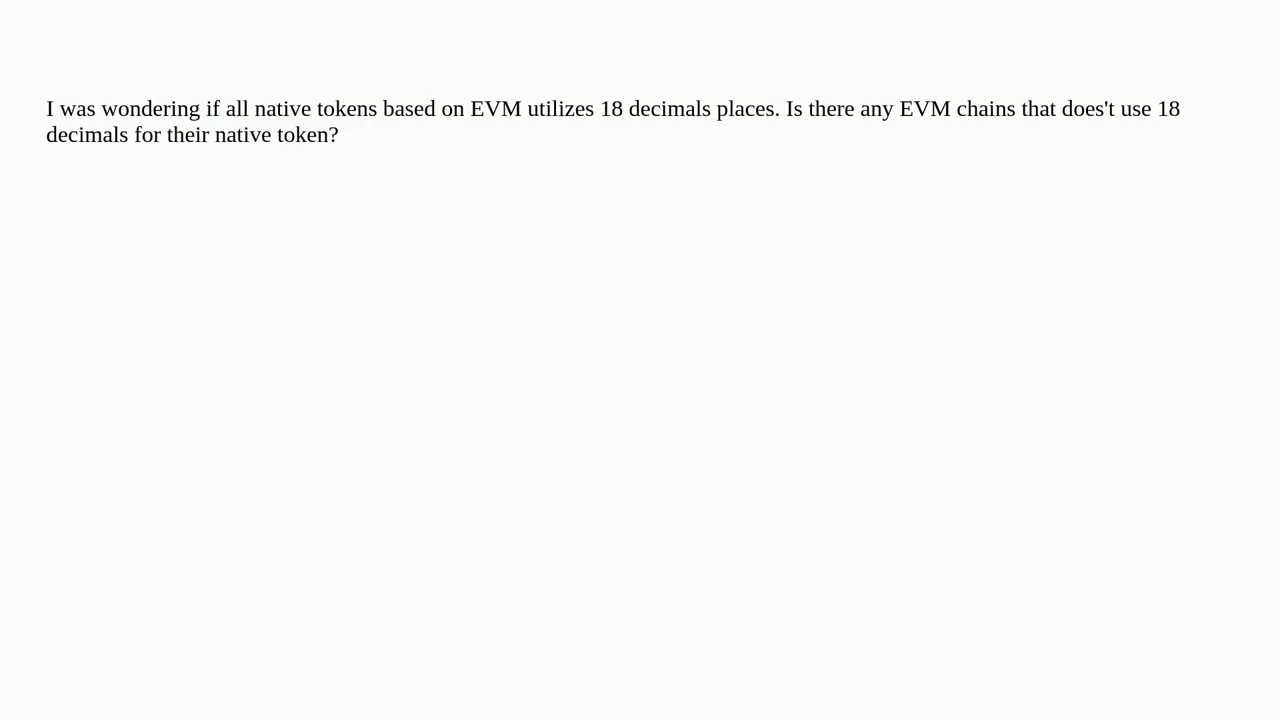 I was wondering if all native tokens based on EVM utilizes 18 decimals places. Is there any EVM chains that does't use 18
decimals for their native token?